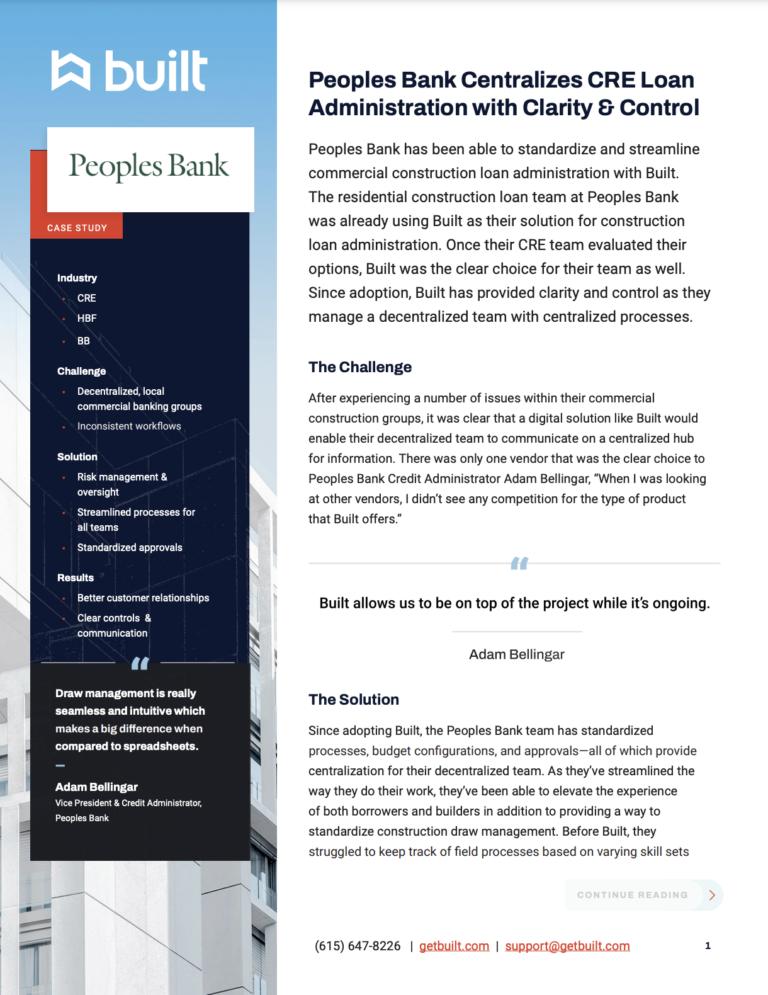 built
Peoples Bank
CASE STUDY
Industry
CRE
HBF
BB
Challenge
Decentralized, local
commercial banking groups
Inconsistent workflows
Solution
Risk management &
oversight
Streamlined processes for
all teams
Standardized approvals
Results
Better customer relationships
Clear controls &
communication
“
Draw management is really
seamless and intuitive which
makes a big difference when
compared to spreadsheets.
Adam Bellingar
Vice President & Credit Administrator,
Peoples Bank
Peoples Bank Centralizes CRE Loan
Administration with Clarity & Control
Peoples Bank has been able to standardize and streamline
commercial construction loan administration with Built.
The residential construction loan team at Peoples Bank
was already using Built as their solution for construction
loan administration. Once their CRE team evaluated their
options, Built was the clear choice for their team as well.
Since adoption, Built has provided clarity and control as they
manage a decentralized team with centralized processes.
The Challenge
After experiencing a number of issues within their commercial
construction groups, it was clear that a digital solution like Built would
enable their decentralized team to communicate on a centralized hub
for information. There was only one vendor that was the clear choice to
Peoples Bank Credit Administrator Adam Bellingar, “When I was looking
at other vendors, I didn’t see any competition for the type of product
that Built offers.”
“
Built allows us to be on top of the project while it’s ongoing.
Adam Bellingar
The Solution
Since adopting Built, the Peoples Bank team has standardized
processes, budget configurations, and approvals—all of which provide
centralization for their decentralized team. As they’ve streamlined the
way they do their work, they’ve been able to elevate the experience
of both borrowers and builders in addition to providing a way to
standardize construction draw management. Before Built, they
struggled to keep track of field processes based on varying skill sets
CONTINUE READING
(615) 647-8226 | getbuilt.com | support@getbuilt.com
1